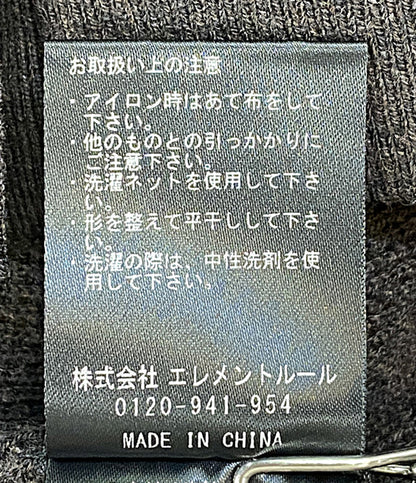 お取扱い上の注意
・アイロン時はあて布をして
下さい。
・他のものとの引っかかりに
ご注意下さい。
・洗濯ネットを使用して下さ
い。
・形を整えて平干しして下さ
い。
・洗濯の際は、中性洗剤を使
用して下さい。
株式会社 エレメントルール
0120-941-954
MADE IN CHINA